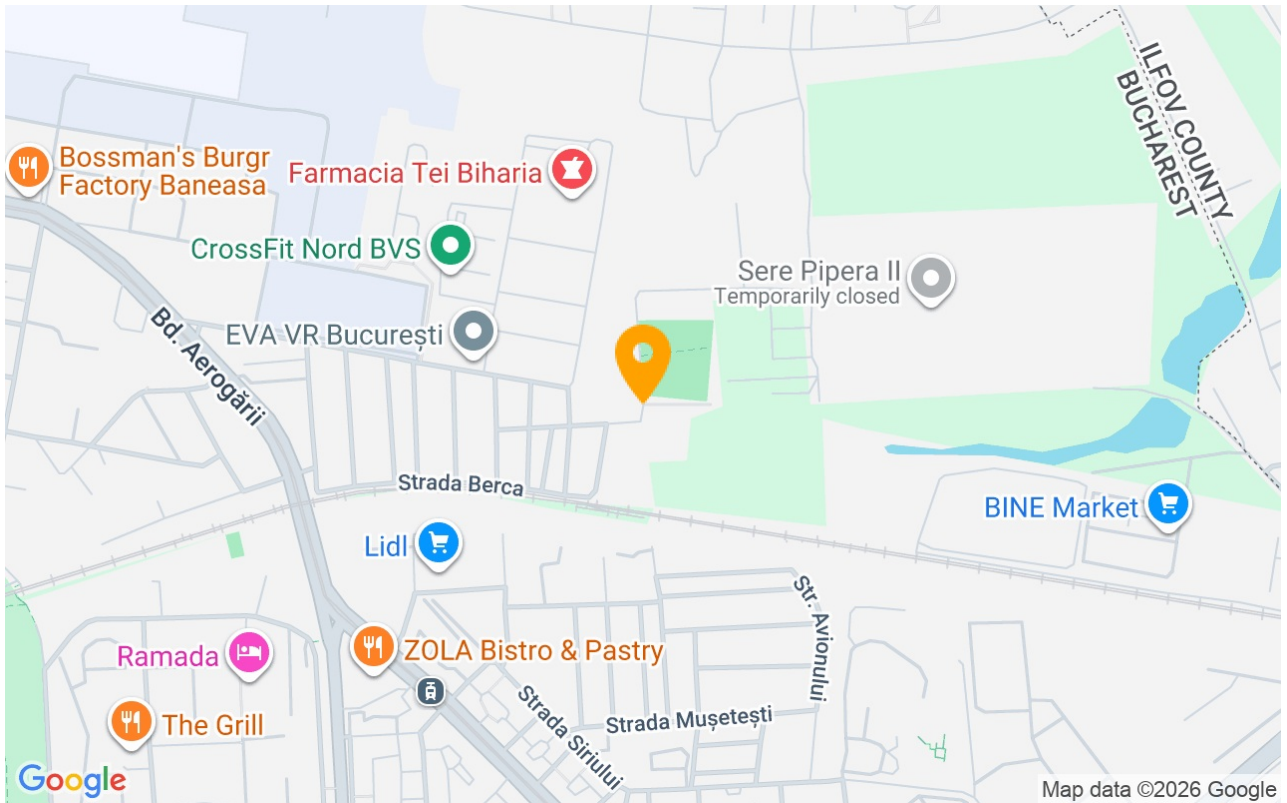 ILFOV COUNTY
BUCHAREST
Bossman's Burgr
Factory Baneasa
Farmacia Tei Biharia
CrossFit Nord BVS
Sere Pipera II
Temporarily closed
EVA VR București
Bd. Aerogării
Strada Berca
BINE Market
Lidl
Str. Avionului
Ramada
ZOLA Bistro & Pastry
The Grill
Strada Siriului
Strada Mușetești
Google
Map data ©2026 Google